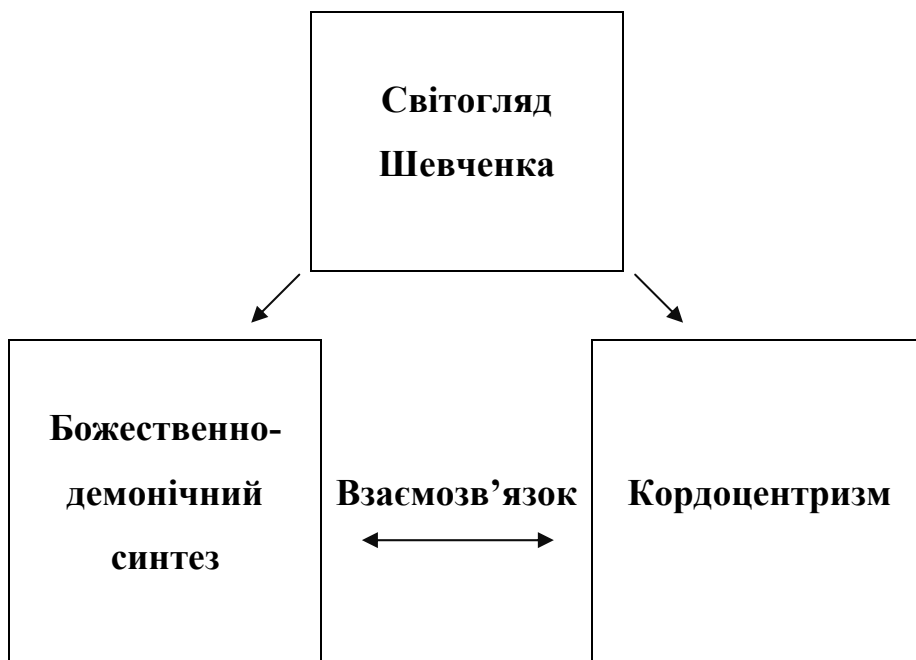 Світогляд
Шевченка
Божественно-
демонічний
синтез
Взаємозв’язок
Кордоцентризм